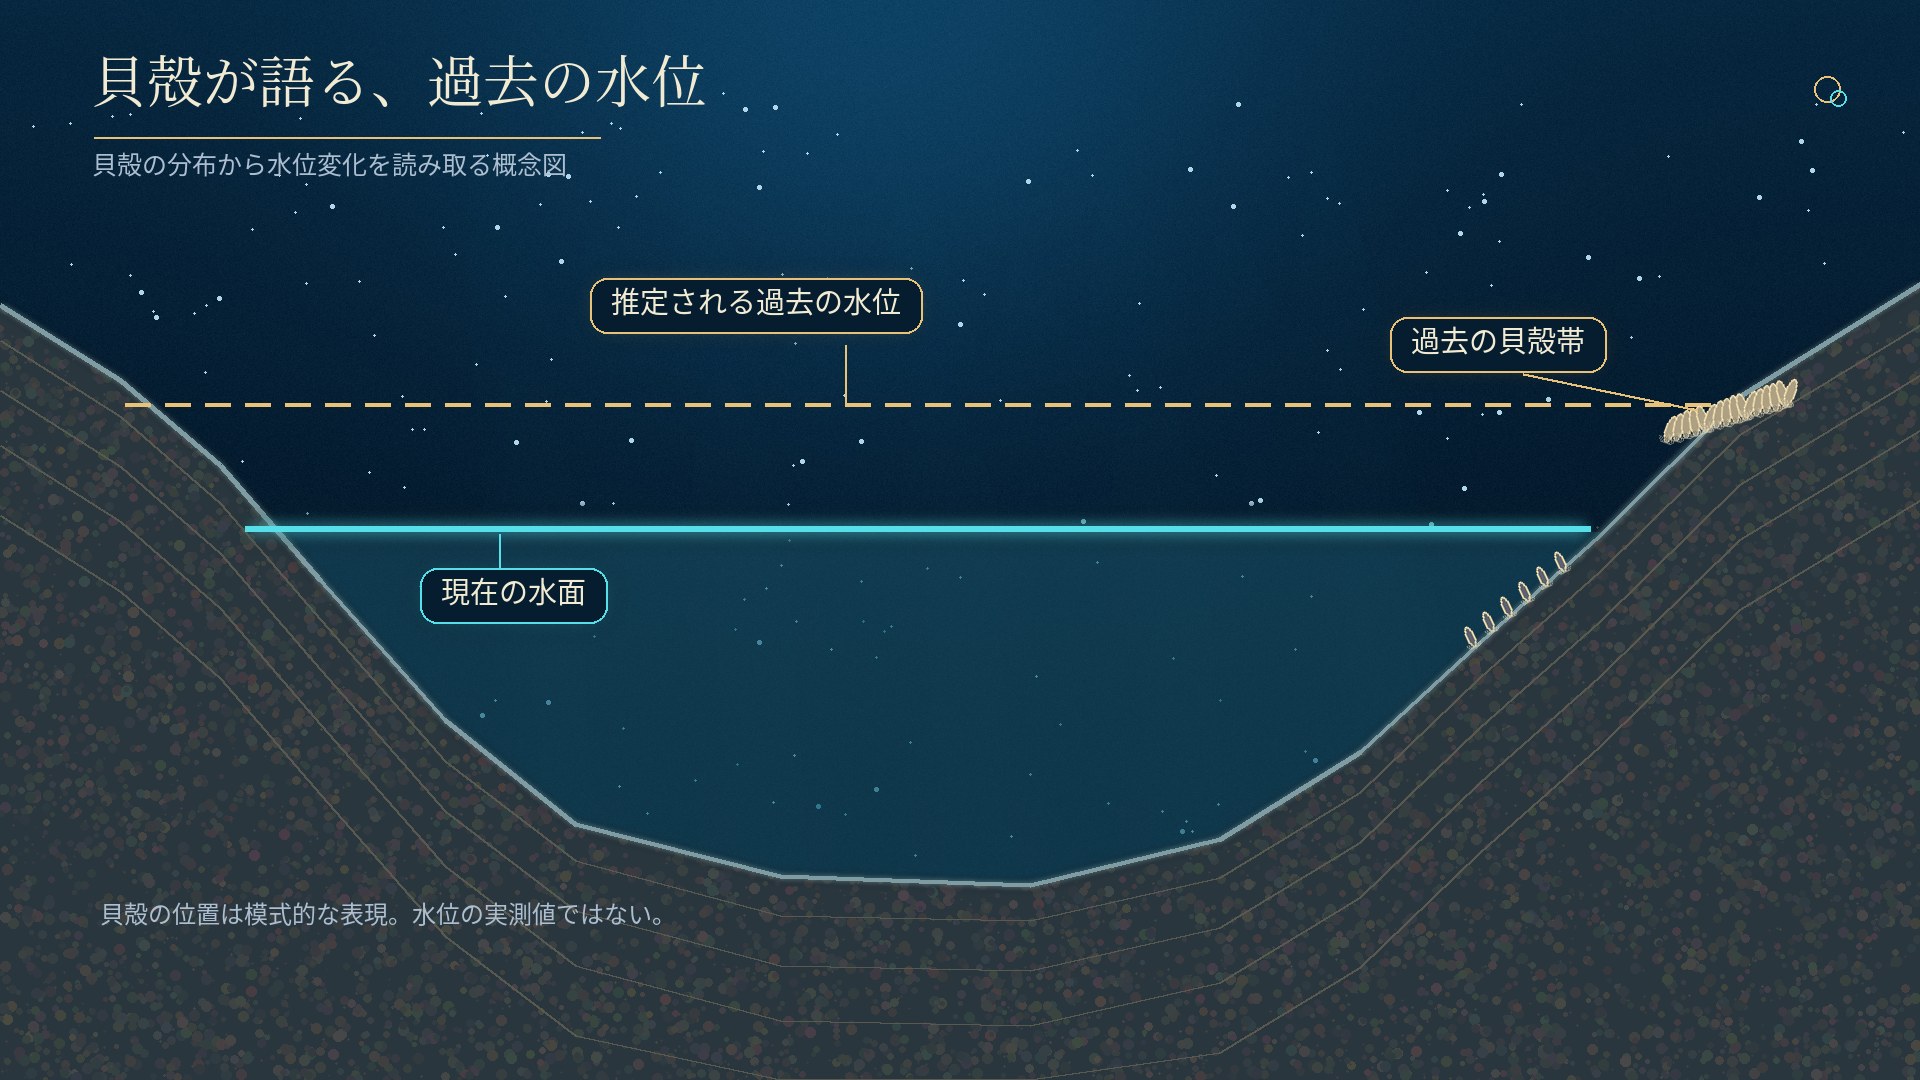 貝殻が語る、過去の水位
貝殻の分布から水位変化を読み取る概念図
推定される過去の水位
過去の貝殻帯
現在の水面
貝殻の位置は模式的な表現。水位の実測値ではない。